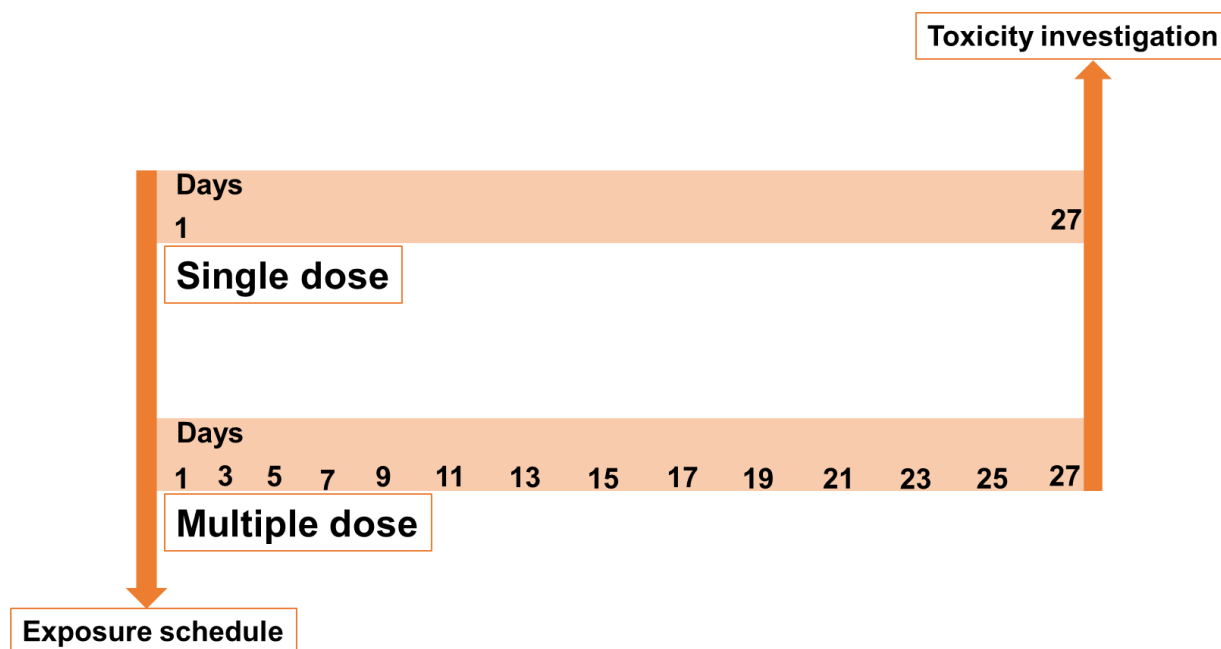 Toxicity investigation
Days
1 27
Single dose
Days
1 3 5 7 9 11 13 15 17 19 21 23 25 27
Multiple dose
Exposure schedule